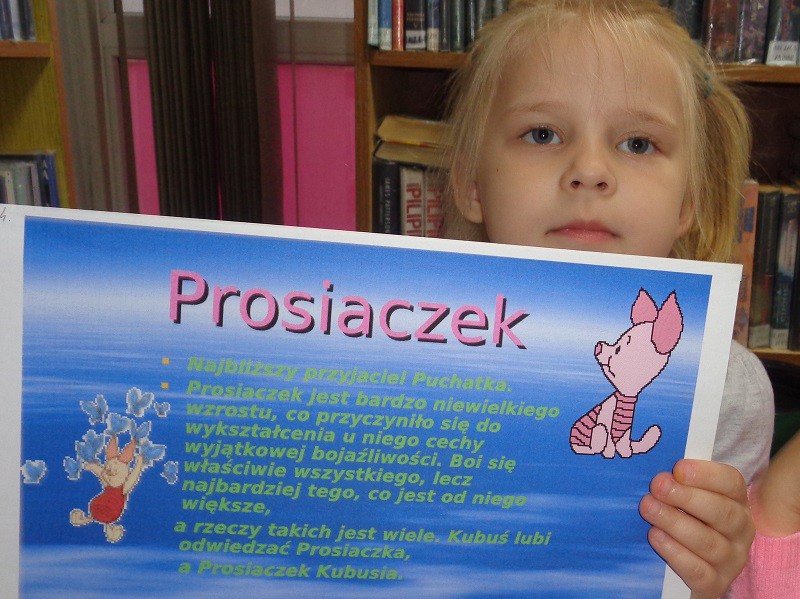 Prosiaczek
Najbliższy przyjaciel Puchatka.
Prosiaczek jest bardzo niewielkiego
wzrostu, co przyczyniło się do
wykształcenia u niego cechy
wyjątkowej bojaźliwości. Boi się
właściwie wszystkiego, lecz
najbardziej tego, co jest od niego
większe,
a rzeczy takich jest wiele. Kubuś lubi
odwiedzać Prosiaczka,
a Prosiaczek Kubusia.